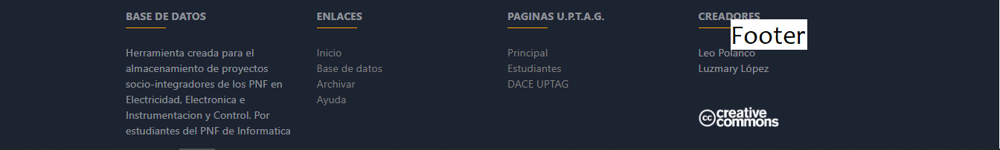 BASE DE DATOS
Herramienta creada para el
almacenamiento de proyectos
socio-integradores de los PNF en
Electricidad, Electronica e
Instrumentacion y Control. Por
estudiantes del PNF de Informatica
ENLACES
Inicio
Base de datos
Archivar
Ayuda
PAGINAS U.P.T.A.G.
Principal
Estudiantes
DACE UPTAG
CREADORES
Footer
Leo Polanco
Luzmary López
cc creative
commons